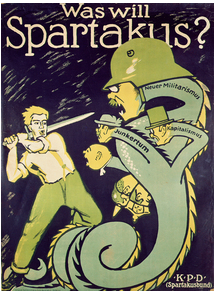 Was will
Spartakus?
Neuer Militarismus
Junkertum
Kapitalismus
K.P.D.
(Spartakusbund)